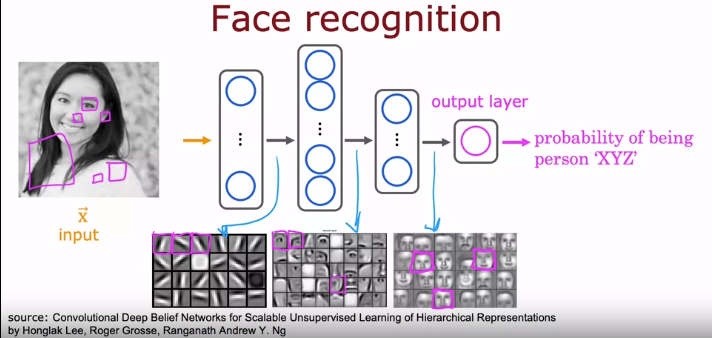 Face recognition
output layer
probability of being
person ‘XYZ’
x⃗
input
source: Convolutional Deep Belief Networks for Scalable Unsupervised Learning of Hierarchical Representations
by Honglak Lee, Roger Grosse, Ranganath Andrew Y. Ng